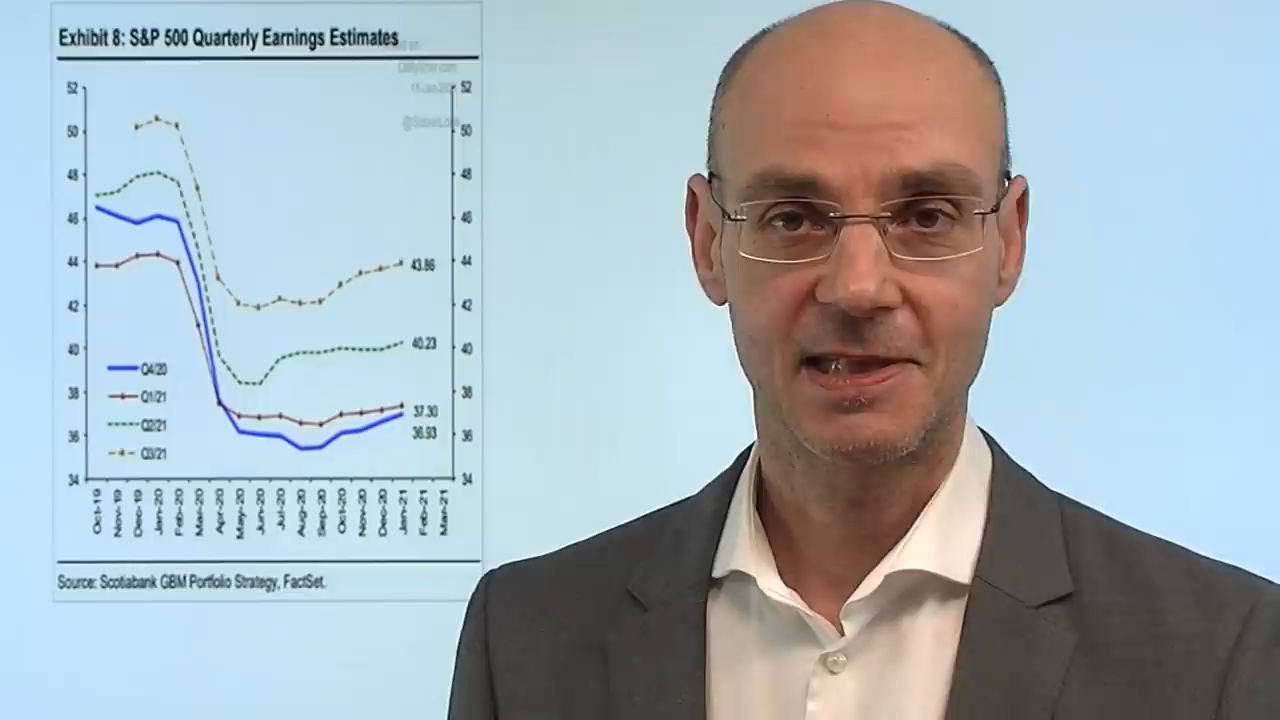 Exhibit 8: S&P 500 Quarterly Earnings Estimates
52 52
50 50
48 48
46 46
44 44
42 42
40 40
38 38
36 36
34 34
43.86
40.23
37.30
36.93
Q4/20
Q1/21
Q2/21
Q3/21
Oct-19 Nov-19 Dec-19 Jan-20 Feb-20 Mar-20 Apr-20 May-20 Jun-20 Jul-20 Aug-20 Sep-20 Oct-20 Nov-20 Dec-20 Jan-21 Feb-21 Mar-21
Source: Scotiabank GBM Portfolio Strategy, FactSet.